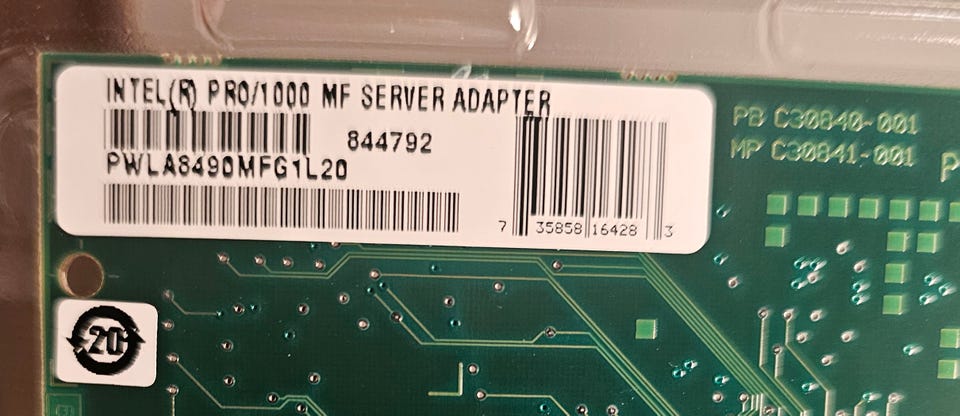 INTEL(R) PRO/1000 MF SERVER ADAPTER
844792
PWLA8490MFG1L20
7 35858 16428 3
PB C30840-001
MP C30841-001
P
20